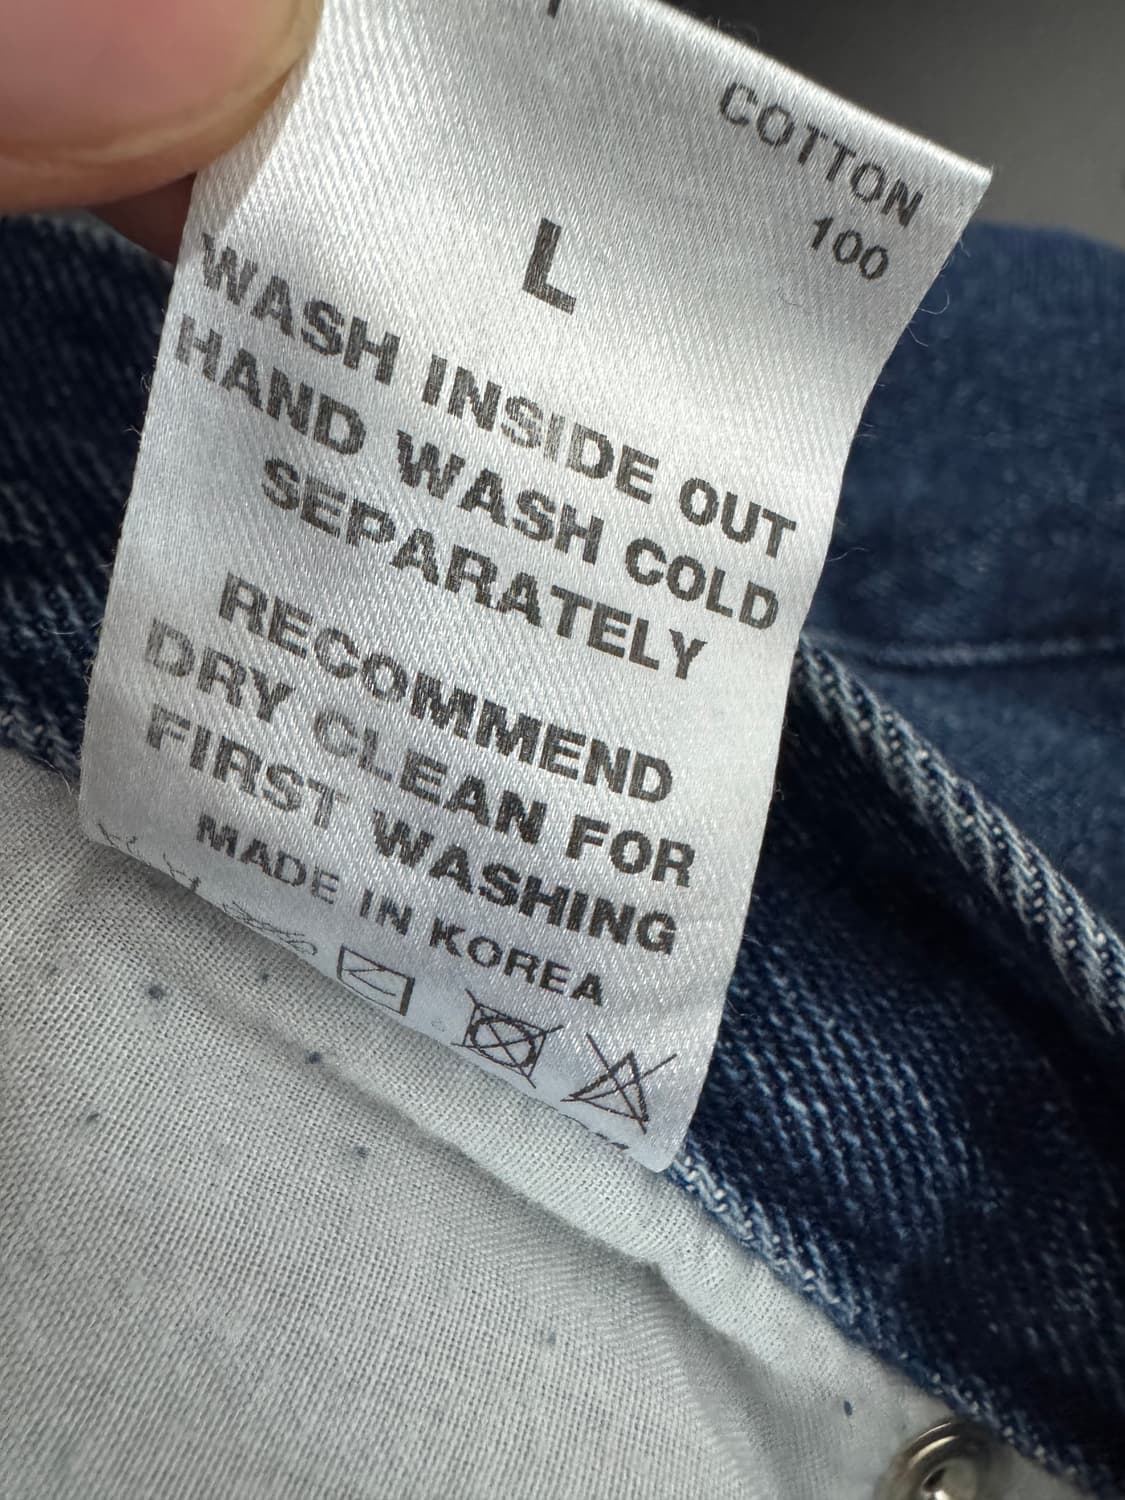 COTTON
100
L
WASH INSIDE OUT
HAND WASH COLD
SEPARATELY
RECOMMEND
DRY CLEAN FOR
FIRST WASHING
MADE IN KOREA